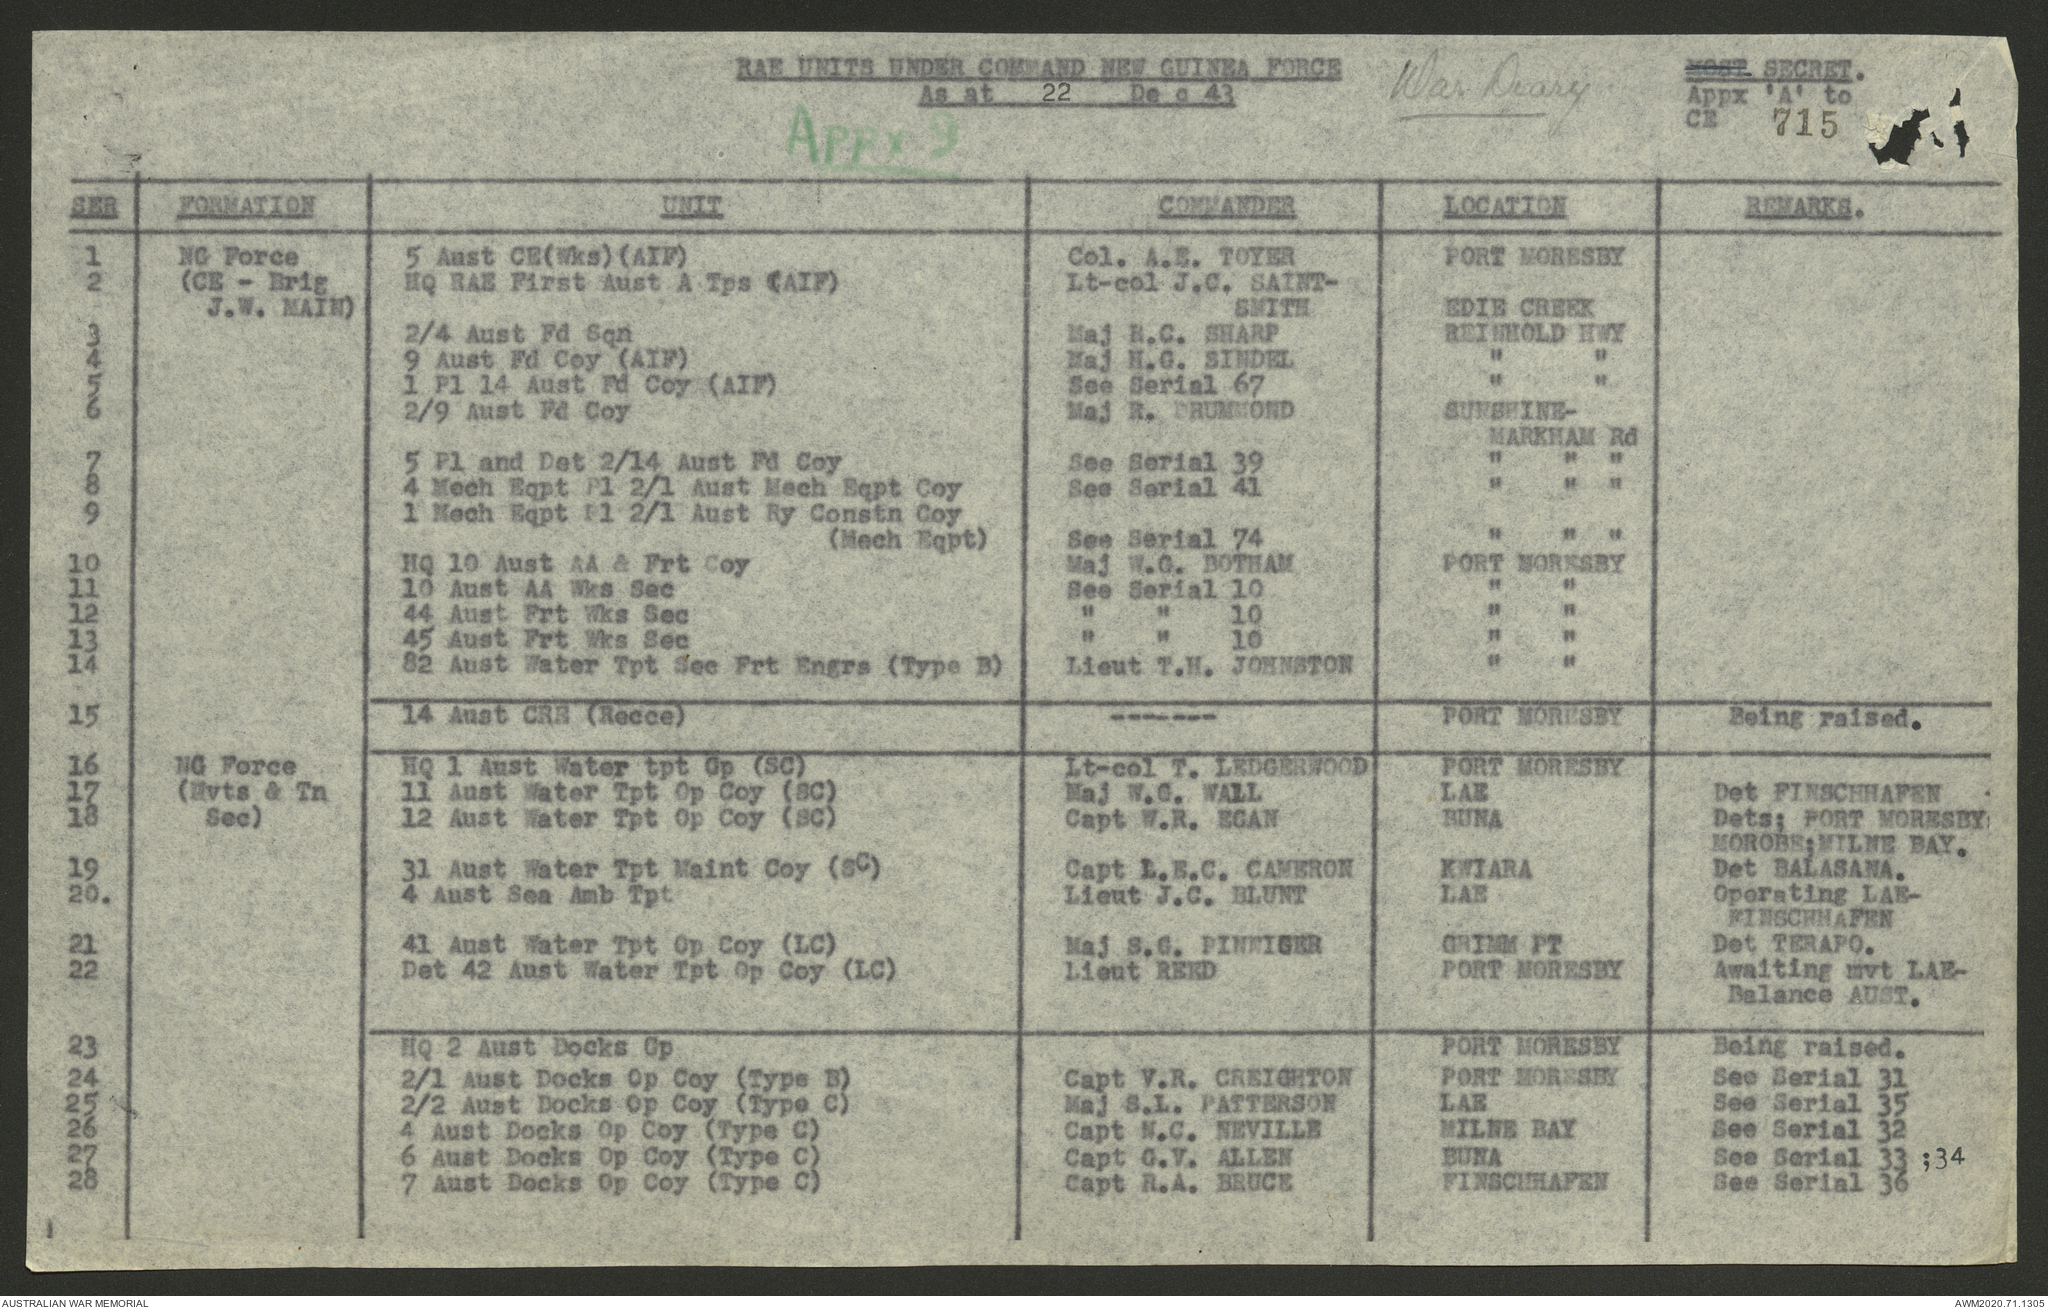 RAE UNITS UNDER COMMAND NEW GUINEA FORCE
As at 22 Dec 43
War Diary
MOST SECRET.
Appx 'A' to
CE 715
APPX 9
SER FORMATION UNIT COMMANDER LOCATION REMARKS.
1 NG Force 5 Aust CE(Wks)(AIF) Col. A.E. TOYER PORT MORESBY
2 (CE - Brig HQ RAE First Aust A Tps (AIF) Lt-col J.C. SAINT-
J.W. MAIN) SMITH EDIE CREEK
3 2/4 Aust Fd Sqn Maj R.C. SHARP REINHOLD HWY
4 9 Aust Fd Coy (AIF) Maj H.G. SINDEL " "
5 1 Pl 14 Aust Fd Coy (AIF) See Serial 67 " "
6 2/9 Aust Fd Coy Maj R. DRUMMOND SUNSHINE-
MARKHAM Rd
7 5 Pl and Det 2/14 Aust Fd Coy See Serial 39 " " "
8 4 Mech Eqpt Pl 2/1 Aust Mech Eqpt Coy See Serial 41 " " "
9 1 Mech Eqpt Pl 2/1 Aust Ry Constn Coy
(Mech Eqpt) See Serial 74 " " "
10 HQ 10 Aust AA & Frt Coy Maj W.G. BOTHAM PORT MORESBY
11 10 Aust AA Wks Sec See Serial 10 " "
12 44 Aust Frt Wks Sec " " 10 " "
13 45 Aust Frt Wks Sec " " 10 " "
14 82 Aust Water Tpt Sec Frt Engrs (Type B) Lieut T.H. JOHNSTON " "
15 14 Aust CRE (Recce) ------- PORT MORESBY Being raised.
16 NG Force HQ 1 Aust Water tpt Gp (SC) Lt-col T. LEDGERWOOD PORT MORESBY
17 (Mvts & Tn 11 Aust Water Tpt Op Coy (SC) Maj W.G. WALL LAE Det FINSCHHAFEN
18 Sec) 12 Aust Water Tpt Op Coy (SC) Capt W.R. EGAN BUNA Dets; PORT MORESBY;
MOROBE;MILNE BAY.
19 31 Aust Water Tpt Maint Coy (SC) Capt L.E.C. CAMERON KWIARA Det BALASANA.
20. 4 Aust Sea Amb Tpt Lieut J.C. BLUNT LAE Operating LAE-
FINSCHHAFEN
21 41 Aust Water Tpt Op Coy (LC) Maj S.G. PINNIGER GRIMM PT Det TERAPO.
22 Det 42 Aust Water Tpt Op Coy (LC) Lieut REED PORT MORESBY Awaiting mvt LAE-
Balance AUST.
23 HQ 2 Aust Docks Gp PORT MORESBY Being raised.
24 2/1 Aust Docks Op Coy (Type B) Capt V.R. CREIGHTON PORT MORESBY See Serial 31
25 2/2 Aust Docks Op Coy (Type C) Maj S.L. PATTERSON LAE See Serial 35
26 4 Aust Docks Op Coy (Type C) Capt N.C. NEVILLE MILNE BAY See Serial 32
27 6 Aust Docks Op Coy (Type C) Capt G.V. ALLEN BUNA See Serial 33 ;34
28 7 Aust Docks Op Coy (Type C) Capt R.A. BRUCE FINSCHHAFEN See Serial 36
AUSTRALIAN WAR MEMORIAL AWM2020.71.1305